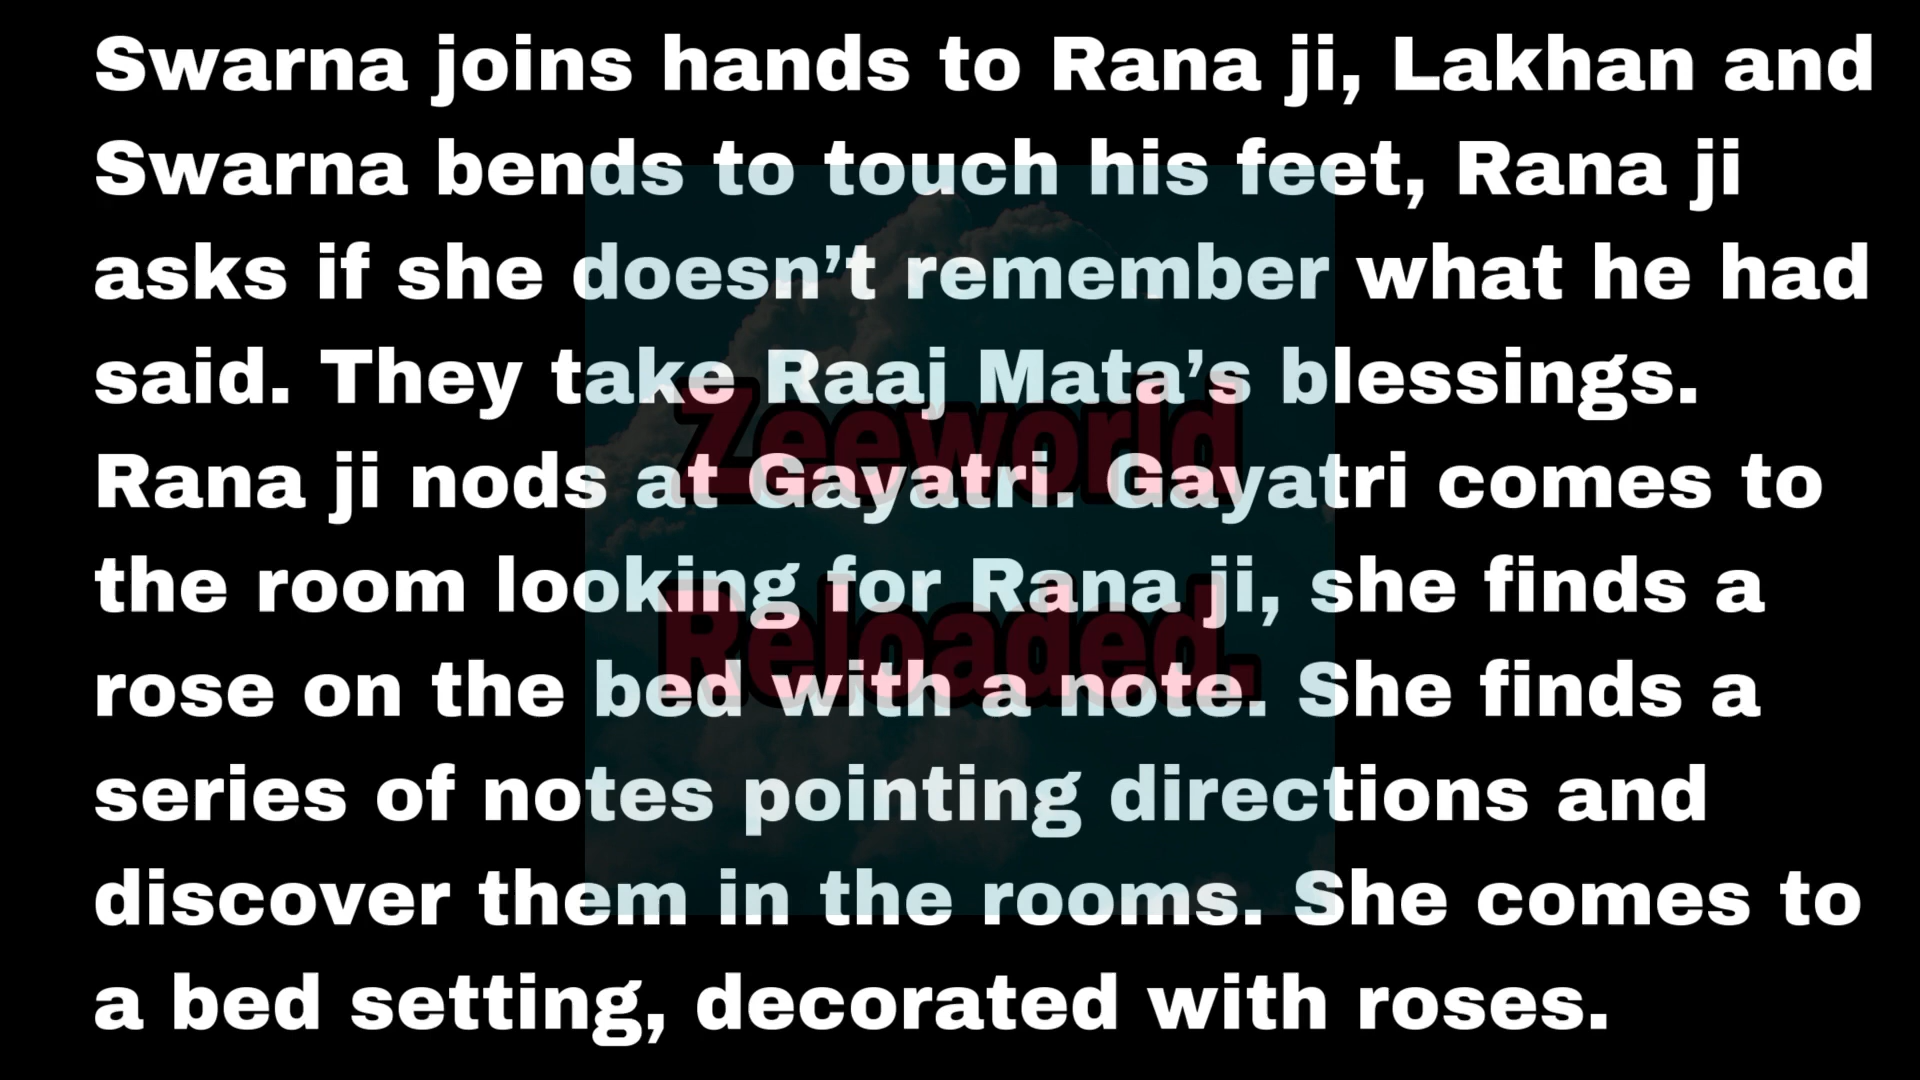 Swarna joins hands to Rana ji, Lakhan and
Swarna bends to touch his feet, Rana ji
asks if she doesn’t remember what he had
said. They take Raaj Mata’s blessings.
Rana ji nods at Gayatri. Gayatri comes to
the room looking for Rana ji, she finds a
rose on the bed with a note. She finds a
series of notes pointing directions and
discover them in the rooms. She comes to
a bed setting, decorated with roses.
Zeeworld
Reloaded.